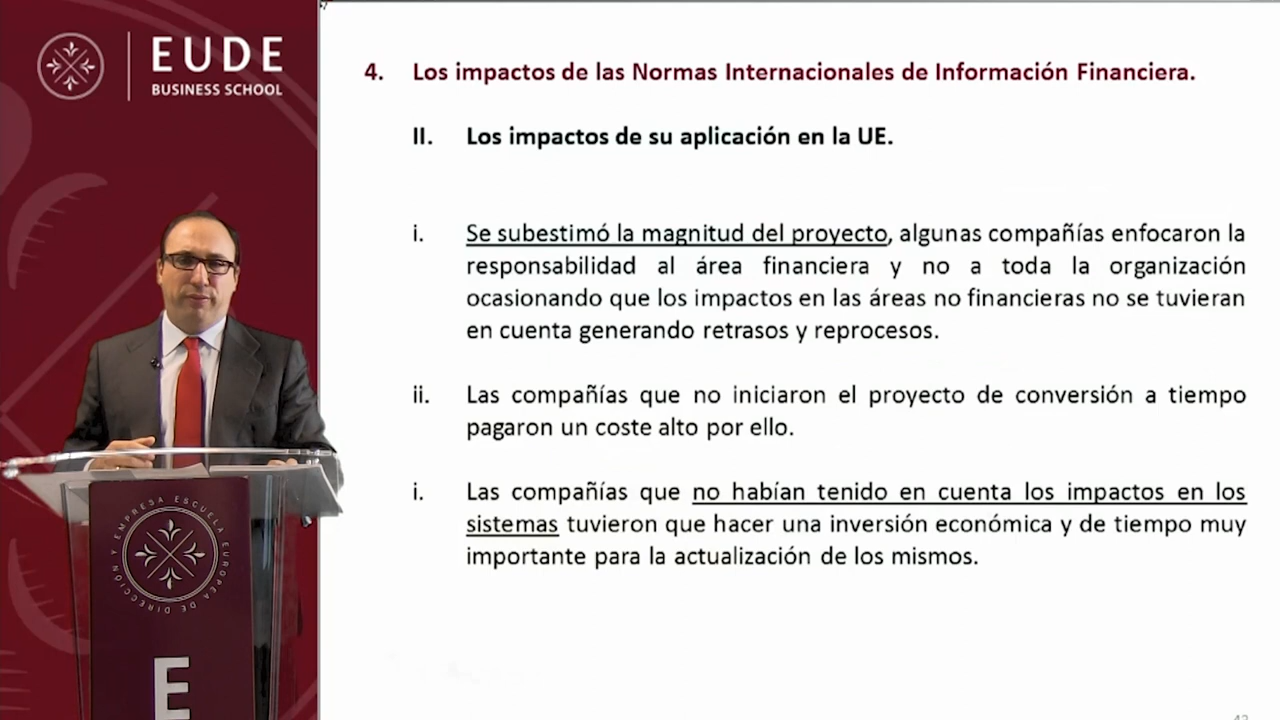 EUDE
BUSINESS SCHOOL
4. Los impactos de las Normas Internacionales de Información Financiera.
II. Los impactos de su aplicación en la UE.
i. Se subestimó la magnitud del proyecto, algunas compañías enfocaron la
responsabilidad al área financiera y no a toda la organización
ocasionando que los impactos en las áreas no financieras no se tuvieran
en cuenta generando retrasos y reprocesos.
ii. Las compañías que no iniciaron el proyecto de conversión a tiempo
pagaron un coste alto por ello.
i. Las compañías que no habían tenido en cuenta los impactos en los
sistemas tuvieron que hacer una inversión económica y de tiempo muy
importante para la actualización de los mismos.
ESCUELA EUROPEA DE DIRECCIÓN Y EMPRESA
E